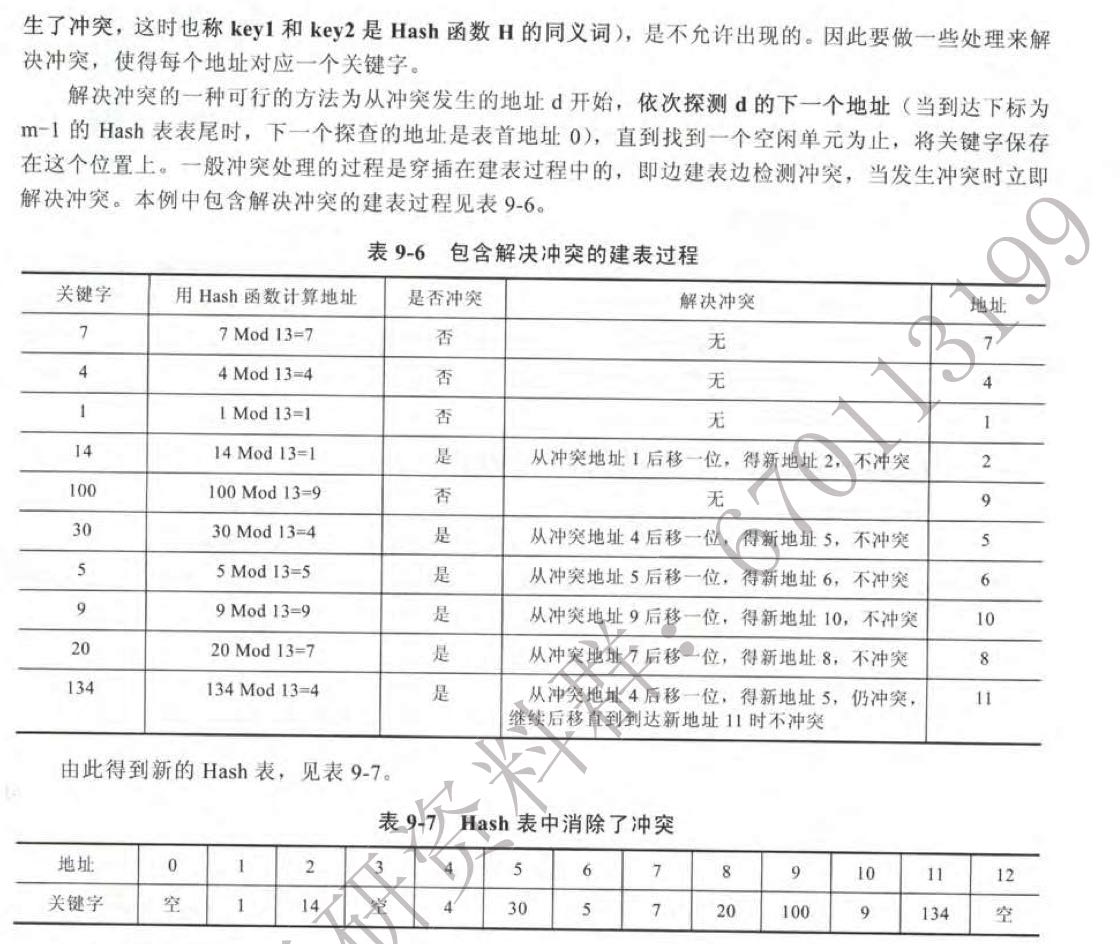 生了冲突，这时也称 key1 和 key2 是 Hash 函数 H 的同义词），是不允许出现的。因此要做一些处理来解
决冲突，使得每个地址对应一个关键字。
解决冲突的一种可行的方法为从冲突发生的地址 d 开始，依次探测 d 的下一个地址（当到达下标为
m-1 的 Hash 表表尾时，下一个探查的地址是表首地址 0），直到找到一个空闲单元为止，将关键字保存
在这个位置上。一般冲突处理的过程是穿插在建表过程中的，即边建表边检测冲突，当发生冲突时立即
解决冲突。本例中包含解决冲突的建表过程见表 9-6。
表 9-6 包含解决冲突的建表过程
关键字 用 Hash 函数计算地址 是否冲突 解决冲突 地址
7 7 Mod 13=7 否 无 7
4 4 Mod 13=4 否 无 4
1 1 Mod 13=1 否 无 1
14 14 Mod 13=1 是 从冲突地址 1 后移一位，得新地址 2，不冲突 2
100 100 Mod 13=9 否 无 9
30 30 Mod 13=4 是 从冲突地址 4 后移一位，得新地址 5，不冲突 5
5 5 Mod 13=5 是 从冲突地址 5 后移一位，得新地址 6，不冲突 6
9 9 Mod 13=9 是 从冲突地址 9 后移一位，得新地址 10，不冲突 10
20 20 Mod 13=7 是 从冲突地址 7 后移一位，得新地址 8，不冲突 8
134 134 Mod 13=4 是 从冲突地址 4 后移一位，得新地址 5，仍冲突， 11
继续后移直到到达新地址 11 时不冲突
由此得到新的 Hash 表，见表 9-7。
表 9-7 Hash 表中消除了冲突
地址 0 1 2 3 4 5 6 7 8 9 10 11 12
关键字 空 1 14 空 4 30 5 7 20 100 9 134 空
研资料群：670113199